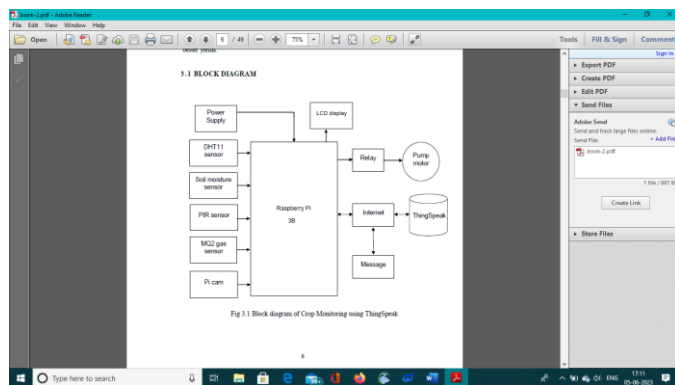 book-2.pdf - Adobe Reader
File Edit View Window Help
Open
6 / 49
75%
Tools Fill & Sign Comment
Sign In
better yields.
3.1 BLOCK DIAGRAM
Power
Supply
LCD display
DHT11
sensor
Relay
Pump
motor
Soil moisture
sensor
PIR sensor
Raspberry Pi
3B
Internet
ThingSpeak
MQ2 gas
sensor
Message
Pi cam
Fig 3.1 Block diagram of Crop Monitoring using ThingSpeak
6
Export PDF
Create PDF
Edit PDF
Send Files
Adobe Send
Send and track large files online.
Send File:
+ Add File
book-2.pdf
1 file / 667 K
Create Link
Store Files
Type here to search
ENG
17:11
05-06-2023